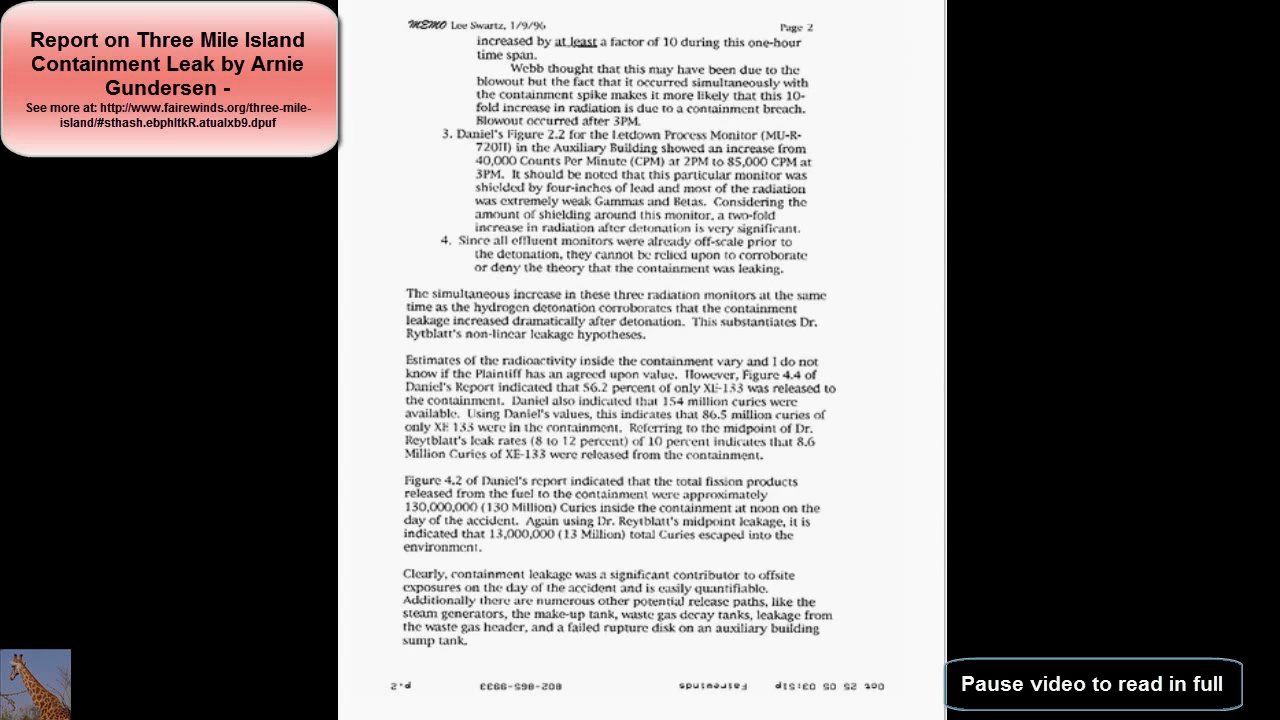 Report on Three Mile Island
Containment Leak by Arnie
Gundersen -
See more at: http://www.fairewinds.org/three-mile-
island/#sthash.ebphltkR.atualxb9.dpuf
MEMO Lee Swartz, 1/9/96 Page 2
increased by at least a factor of 10 during this one-hour
time span.
Webb thought that this may have been due to the
blowout but the fact that it occurred simultaneously with
the containment spike makes it more likely that this 10-
fold increase in radiation is due to a containment breach.
Blowout occurred after 3PM.
3. Daniel's Figure 2.2 for the Letdown Process Monitor (MU-R-
720H) in the Auxiliary Building showed an increase from
40,000 Counts Per Minute (CPM) at 2PM to 85,000 CPM at
3PM. It should be noted that this particular monitor was
shielded by four-inches of lead and most of the radiation
was extremely weak Gammas and Betas. Considering the
amount of shielding around this monitor, a two-fold
increase in radiation after detonation is very significant.
4. Since all effluent monitors were already off-scale prior to
the detonation, they cannot be relied upon to corroborate
or deny the theory that the containment was leaking.
The simultaneous increase in these three radiation monitors at the same
time as the hydrogen detonation corroborates that the containment
leakage increased dramatically after detonation. This substantiates Dr.
Rytblatt's non-linear leakage hypotheses.
Estimates of the radioactivity inside the containment vary and I do not
know if the Plaintiff has an agreed upon value. However, Figure 4.4 of
Daniel's Report indicated that 56.2 percent of only XE-133 was released to
the containment. Daniel also indicated that 154 million curies were
available. Using Daniel's values, this indicates that 86.5 million curies of
only XE 133 were in the containment. Referring to the midpoint of Dr.
Reytblatt's leak rates (8 to 12 percent) of 10 percent indicates that 8.6
Million Curies of XE-133 were released from the containment.
Figure 4.2 of Daniel's report indicated that the total fission products
released from the fuel to the containment were approximately
130,000,000 (130 Million) Curies inside the containment at noon on the
day of the accident. Again using Dr. Reytblatt's midpoint leakage, it is
indicated that 13,000,000 (13 Million) total Curies escaped into the
environment.
Clearly, containment leakage was a significant contributor to offsite
exposures on the day of the accident and is easily quantifiable.
Additionally there are numerous other potential release paths, like the
steam generators, the make-up tank, waste gas decay tanks, leakage from
the waste gas header, and a failed rupture disk on an auxiliary building
sump tank.
Oct 25 05 03:51p Fairewinds 802-865-9933 p.2
Pause video to read in full